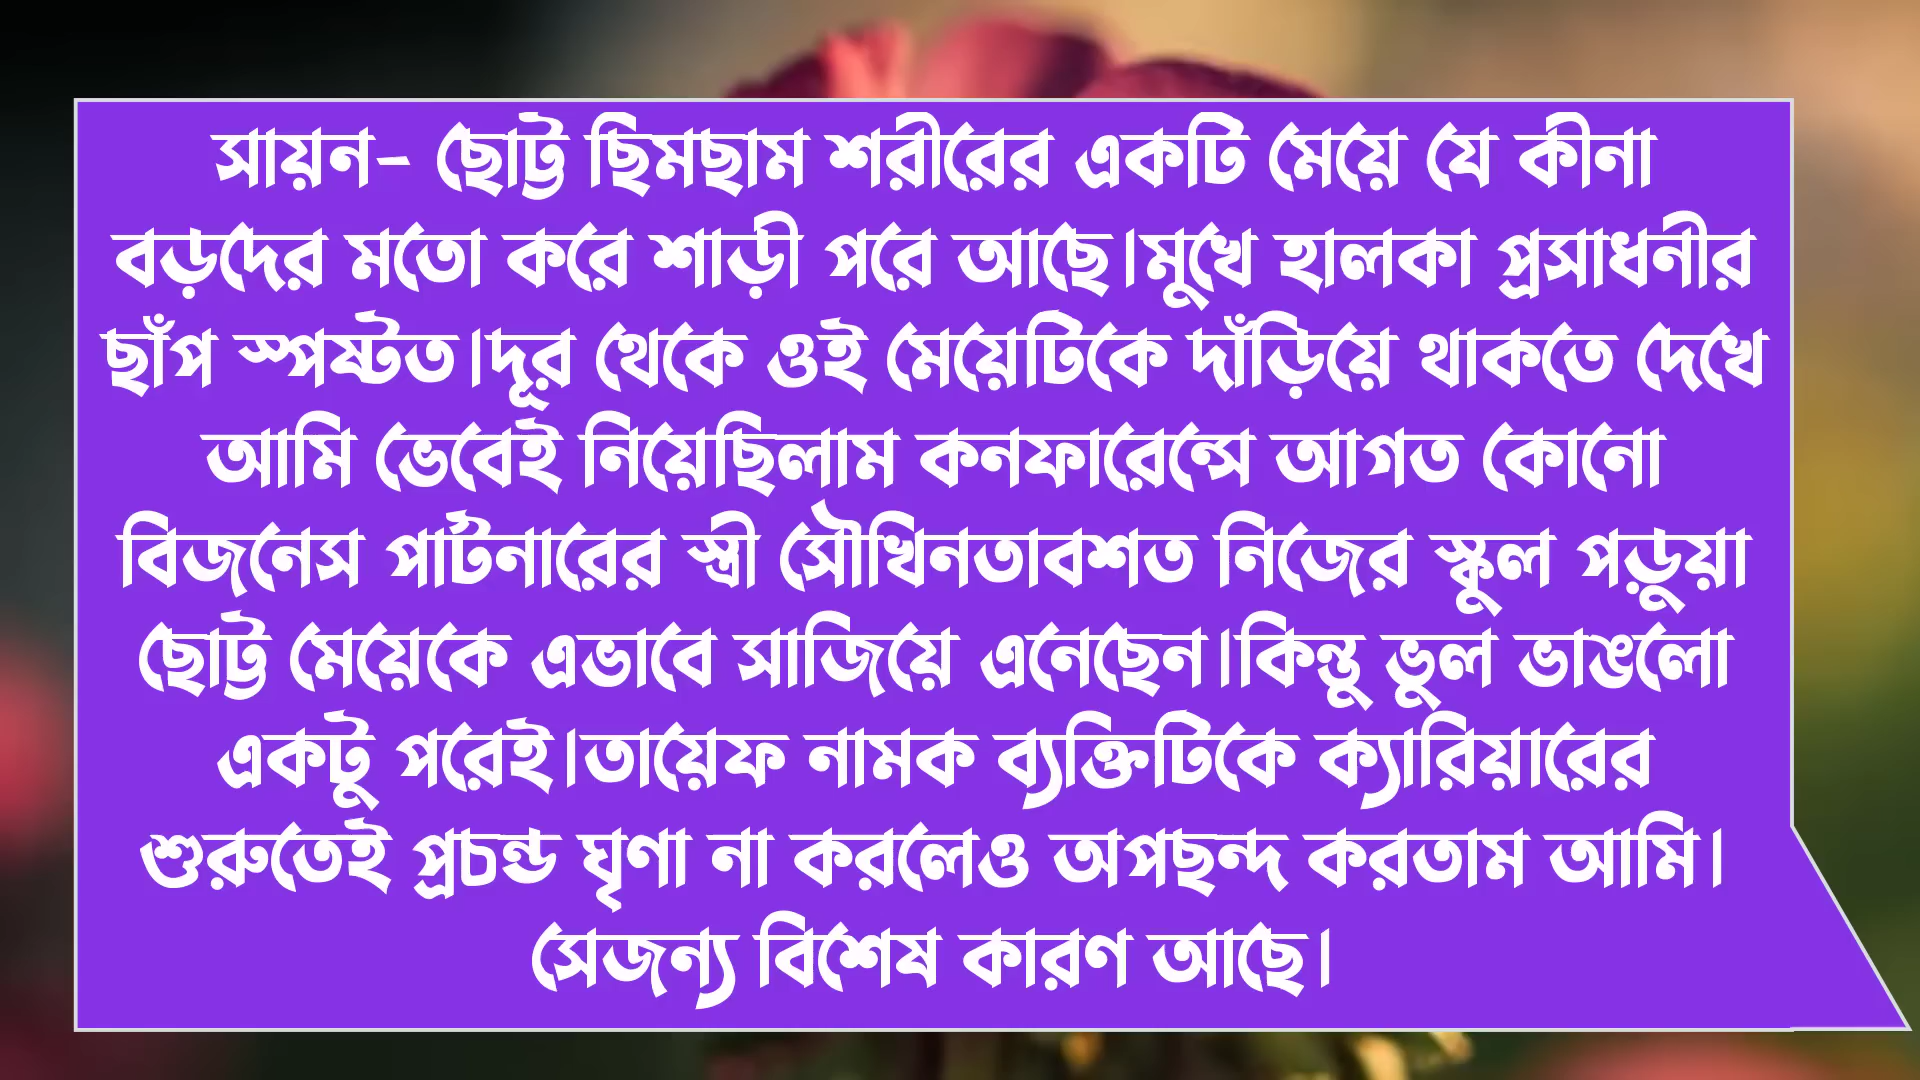 সায়ন- ছোট্ট ছিমছাম শরীরের একটি মেয়ে যে কীনা
বড়দের মতো করে শাড়ী পরে আছে।মুখে হালকা প্রসাধনীর
ছাঁপ স্পষ্টত।দূর থেকে ওই মেয়েটিকে দাঁড়িয়ে থাকতে দেখে
আমি ভেবেই নিয়েছিলাম কনফারেন্সে আগত কোনো
বিজনেস পার্টনারের স্ত্রী সৌখিনতাবশত নিজের স্কুল পড়ুয়া
ছোট্ট মেয়েকে এভাবে সাজিয়ে এনেছেন।কিন্তু ভুল ভাঙলো
একটু পরেই।তায়েফ নামক ব্যক্তিটিকে ক্যারিয়ারের
শুরুতেই প্রচন্ড ঘৃণা না করলেও অপছন্দ করতাম আমি।
সেজন্য বিশেষ কারণ আছে।